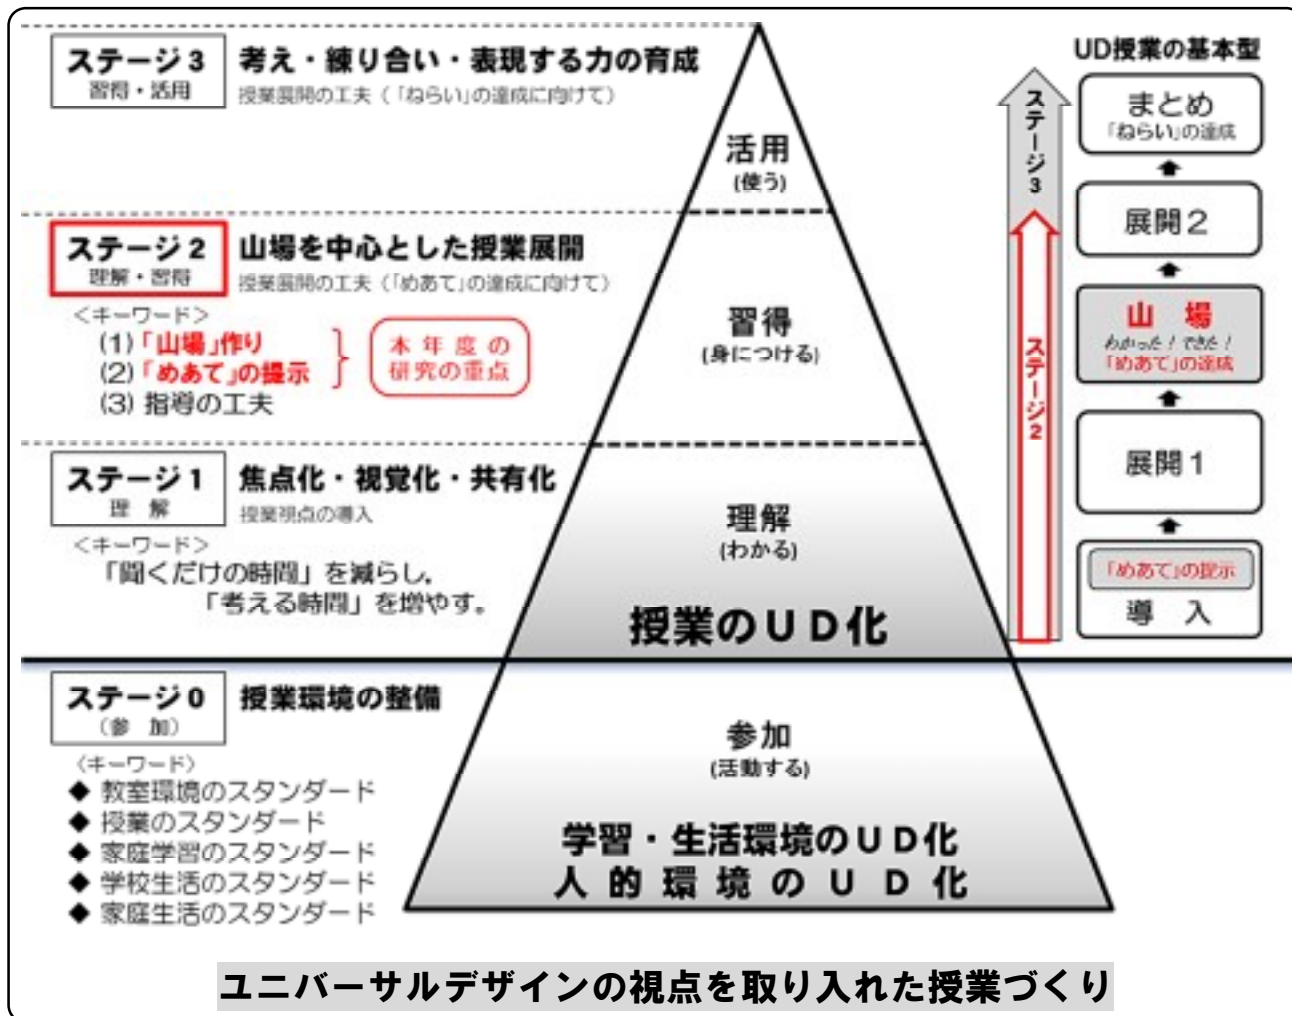 ステージ3
習得・活用
考え・練り合い・表現する力の育成
授業展開の工夫(「ねらい」の達成に向けて)
ステージ2
理解・習得
山場を中心とした授業展開
授業展開の工夫(「めあて」の達成に向けて)
<キーワード>
(1)「山場」作り
(2)「めあて」の提示
(3) 指導の工夫
本年度の
研究の重点
ステージ1
理 解
焦点化・視覚化・共有化
授業視点の導入
<キーワード>
「聞くだけの時間」を減らし、
「考える時間」を増やす。
ステージ0
(参 加)
授業環境の整備
〈キーワード〉
◆ 教室環境のスタンダード
◆ 授業のスタンダード
◆ 家庭学習のスタンダード
◆ 学校生活のスタンダード
◆ 家庭生活のスタンダード
活用
(使う)
習得
(身につける)
理解
(わかる)
授業のUD化
参加
(活動する)
学習・生活環境のUD化
人的環境のUD化
UD授業の基本型
ステージ3
ステージ2
まとめ
「ねらい」の達成
展開2
山 場
わかった!できた!
「めあて」の達成
展開1
「めあて」の提示
導 入
ユニバーサルデザインの視点を取り入れた授業づくり